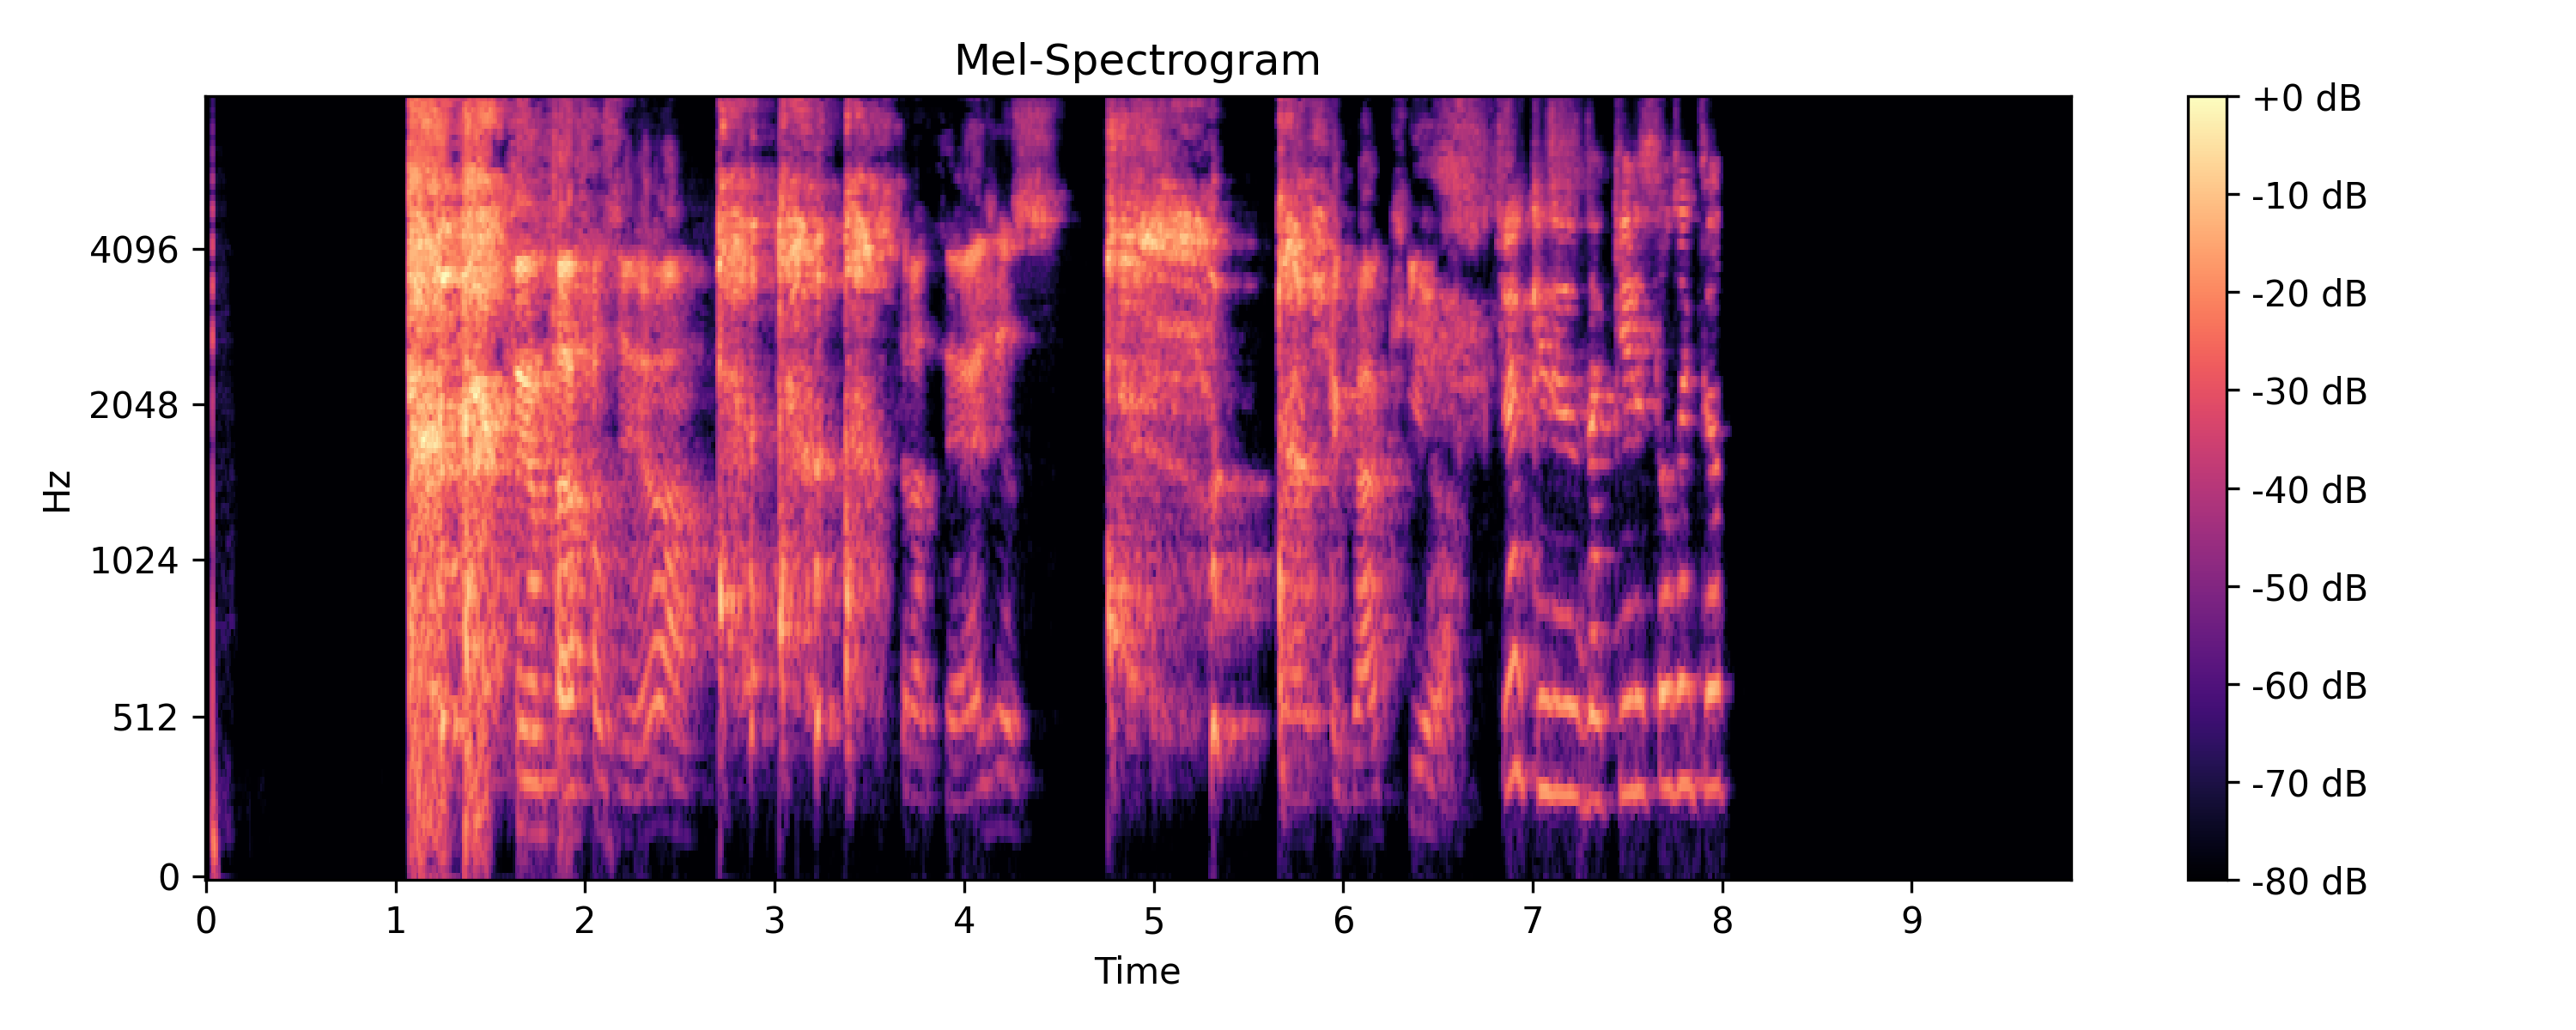 Mel-Spectrogram
+0 dB
-10 dB
-20 dB
-30 dB
-40 dB
-50 dB
-60 dB
-70 dB
-80 dB
4096
2048
1024
512
0
Hz
0 1 2 3 4 5 6 7 8 9
Time